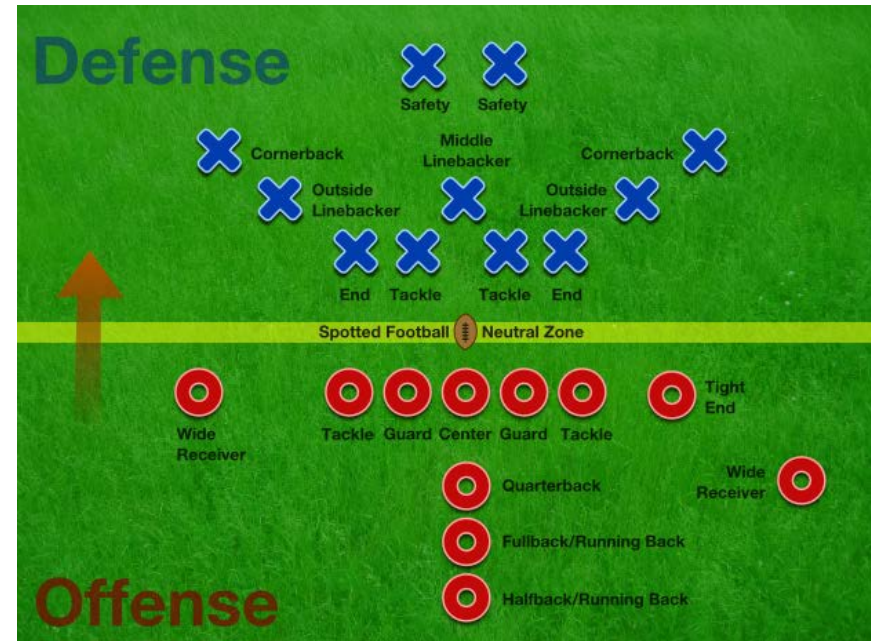 Defense
Safety Safety
Cornerback
Middle
Linebacker
Cornerback
Outside
Linebacker
Outside
Linebacker
End Tackle Tackle End
Spotted Football Neutral Zone
Wide
Receiver
Tackle Guard Center Guard Tackle
Tight
End
Quarterback
Wide
Receiver
Fullback/Running Back
Halfback/Running Back
Offense